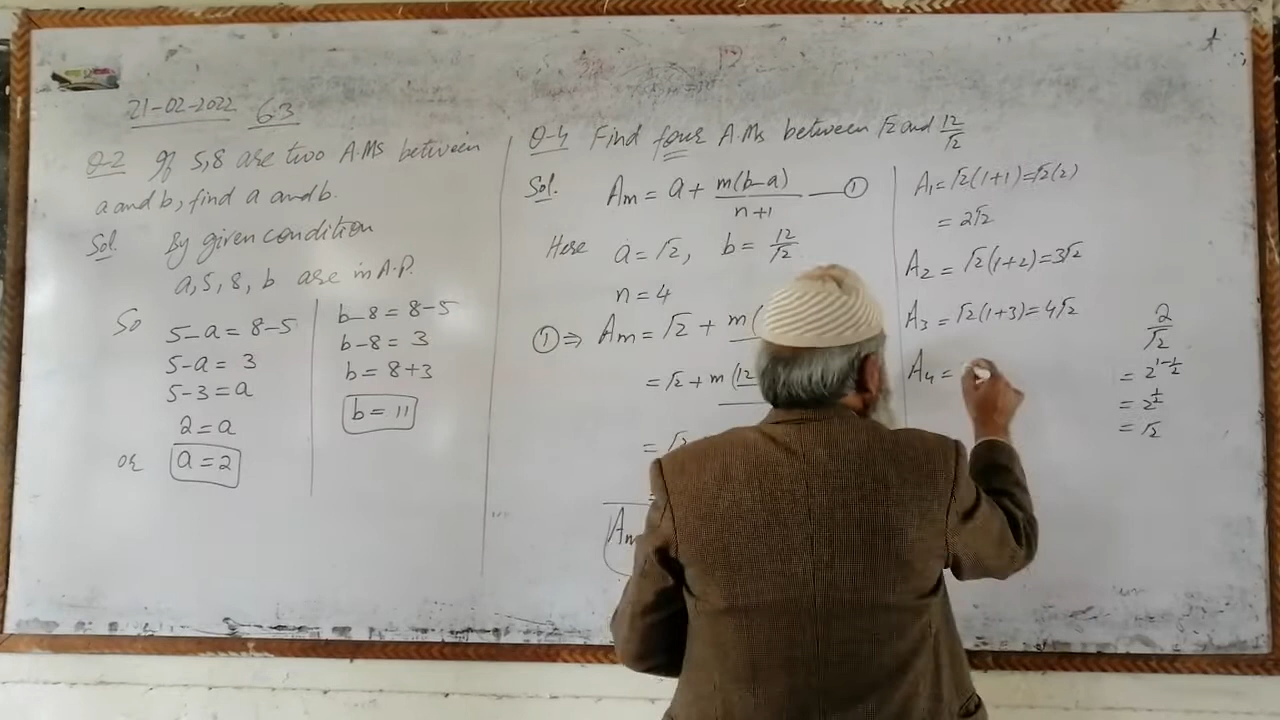 21-02-2022 6.3
Q-2 If 5,8 are two A.Ms between
a and b, find a and b.
Sol. By given condition
a, 5, 8, b are in A.P.
So 5-a = 8-5
5-a = 3
5-3 = a
2 = a
or a = 2
b-8 = 8-5
b-8 = 3
b = 8+3
b = 11
Q-4 Find four A.Ms between √2 and 12/√2
Sol. Am = a + m(b-a)/n+1 —①
Here a = √2, b = 12/√2
n = 4
① ⇒ Am = √2 + m(
= √2 + m(12
= √2
Am
A1 = √2(1+1) = √2(2)
= 2√2
A2 = √2(1+2) = 3√2
A3 = √2(1+3) = 4√2
A4 =
2/√2
= 2^1-1/2
= 2^1/2
= √2